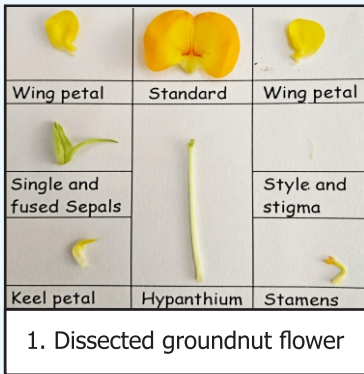 Wing petal
Standard
Wing petal
Single and
fused Sepals
Style and
stigma
Keel petal
Hypanthium
Stamens
1. Dissected groundnut flower